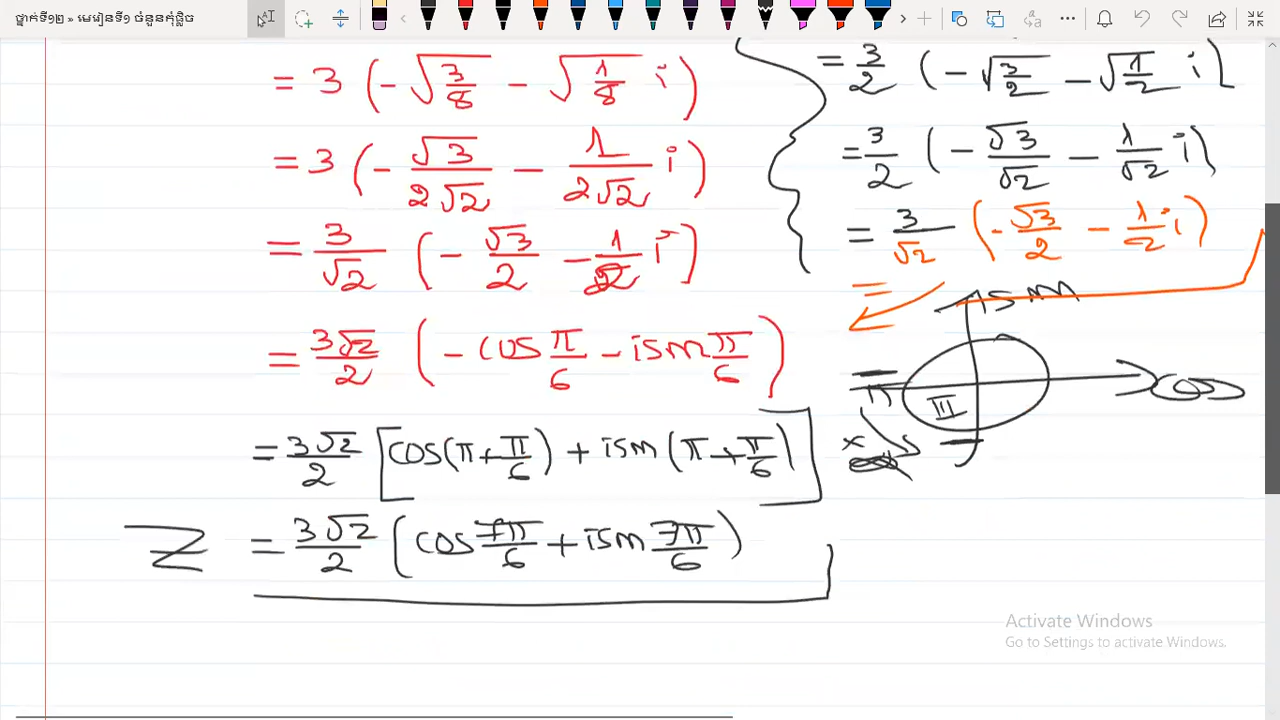 ថ្នាក់ទី១២ » មេរៀនទី១ ចំនួនកុំផ្លិច
= 3 (-√(3/8) - √(1/8) i)
= 3 (-√3/2√2 - 1/2√2 i)
= 3/√2 (-√3/2 - 1/2 i)
= 3√2/2 (-cos π/6 - isin π/6)
= 3√2/2 [cos(π+π/6) + isin(π+π/6)]
Z = 3√2/2 (cos 7π/6 + isin 7π/6)
= 3/2 (-√(3/2) - √(1/2) i)
= 3/2 (-√3/√2 - 1/√2 i)
= 3/√2 (-√3/2 - 1/2 i)
=
sin
cos
III
Activate Windows
Go to Settings to activate Windows.